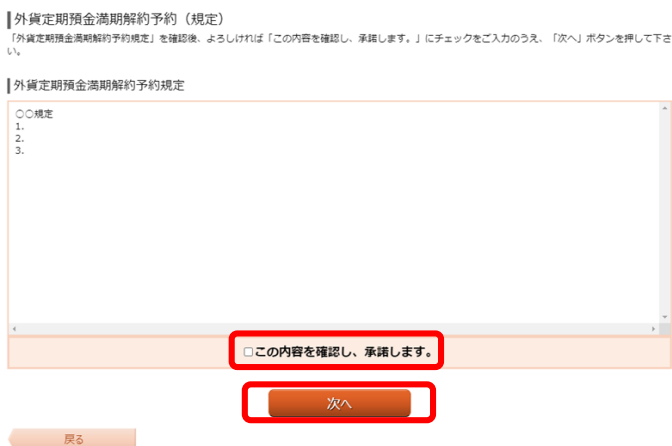 外貨定期預金満期解約予約（規定）
「外貨定期預金満期解約予約規定」を確認後、よろしければ「この内容を確認し、承諾します。」にチェックをご入力のうえ、「次へ」ボタンを押して下さ
い。
外貨定期預金満期解約予約規定
〇〇規定
1.
2.
3.
この内容を確認し、承諾します。
次へ
戻る